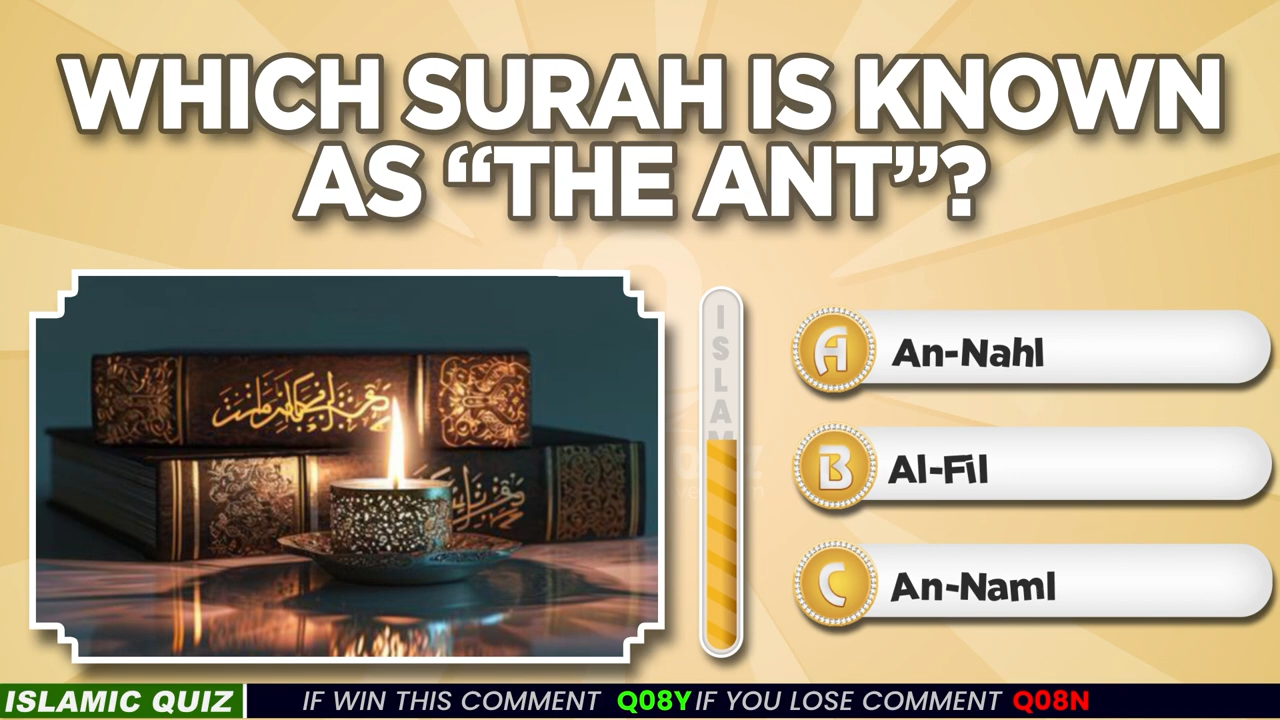 WHICH SURAH IS KNOWN
AS “THE ANT”?
ISLAM
A An-Nahl
B Al-Fil
C An-Naml
ISLAMIC QUIZ IF WIN THIS COMMENT Q08Y IF YOU LOSE COMMENT Q08N